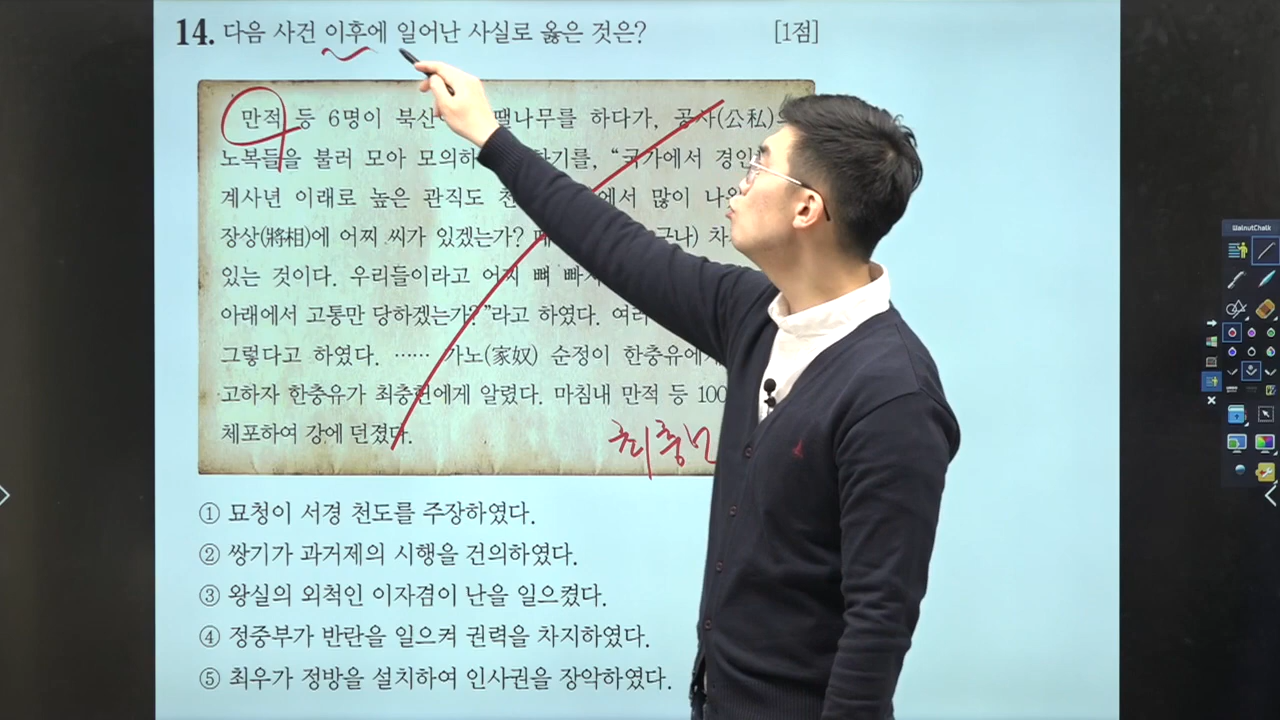 14. 다음 사건 이후에 일어난 사실로 옳은 것은? [1점]
만적 등 6명이 북산 땔나무를 하다가, 공사(公私)
노복들을 불러 모아 모의하 하기를, “국가에서 경인
계사년 이래로 높은 관직도 천 에서 많이 나
장상(將相)에 어찌 씨가 있겠는가? 구나) 차
있는 것이다. 우리들이라고 어찌 뼈 빠
아래에서 고통만 당하겠는가?”라고 하였다. 여러
그렇다고 하였다. …… 가노(家奴) 순정이 한충유에게
고하자 한충유가 최충헌에게 알렸다. 마침내 만적 등 100
체포하여 강에 던졌다.
최충
① 묘청이 서경 천도를 주장하였다.
② 쌍기가 과거제의 시행을 건의하였다.
③ 왕실의 외척인 이자겸이 난을 일으켰다.
④ 정중부가 반란을 일으켜 권력을 차지하였다.
⑤ 최우가 정방을 설치하여 인사권을 장악하였다.
WalnutChalk